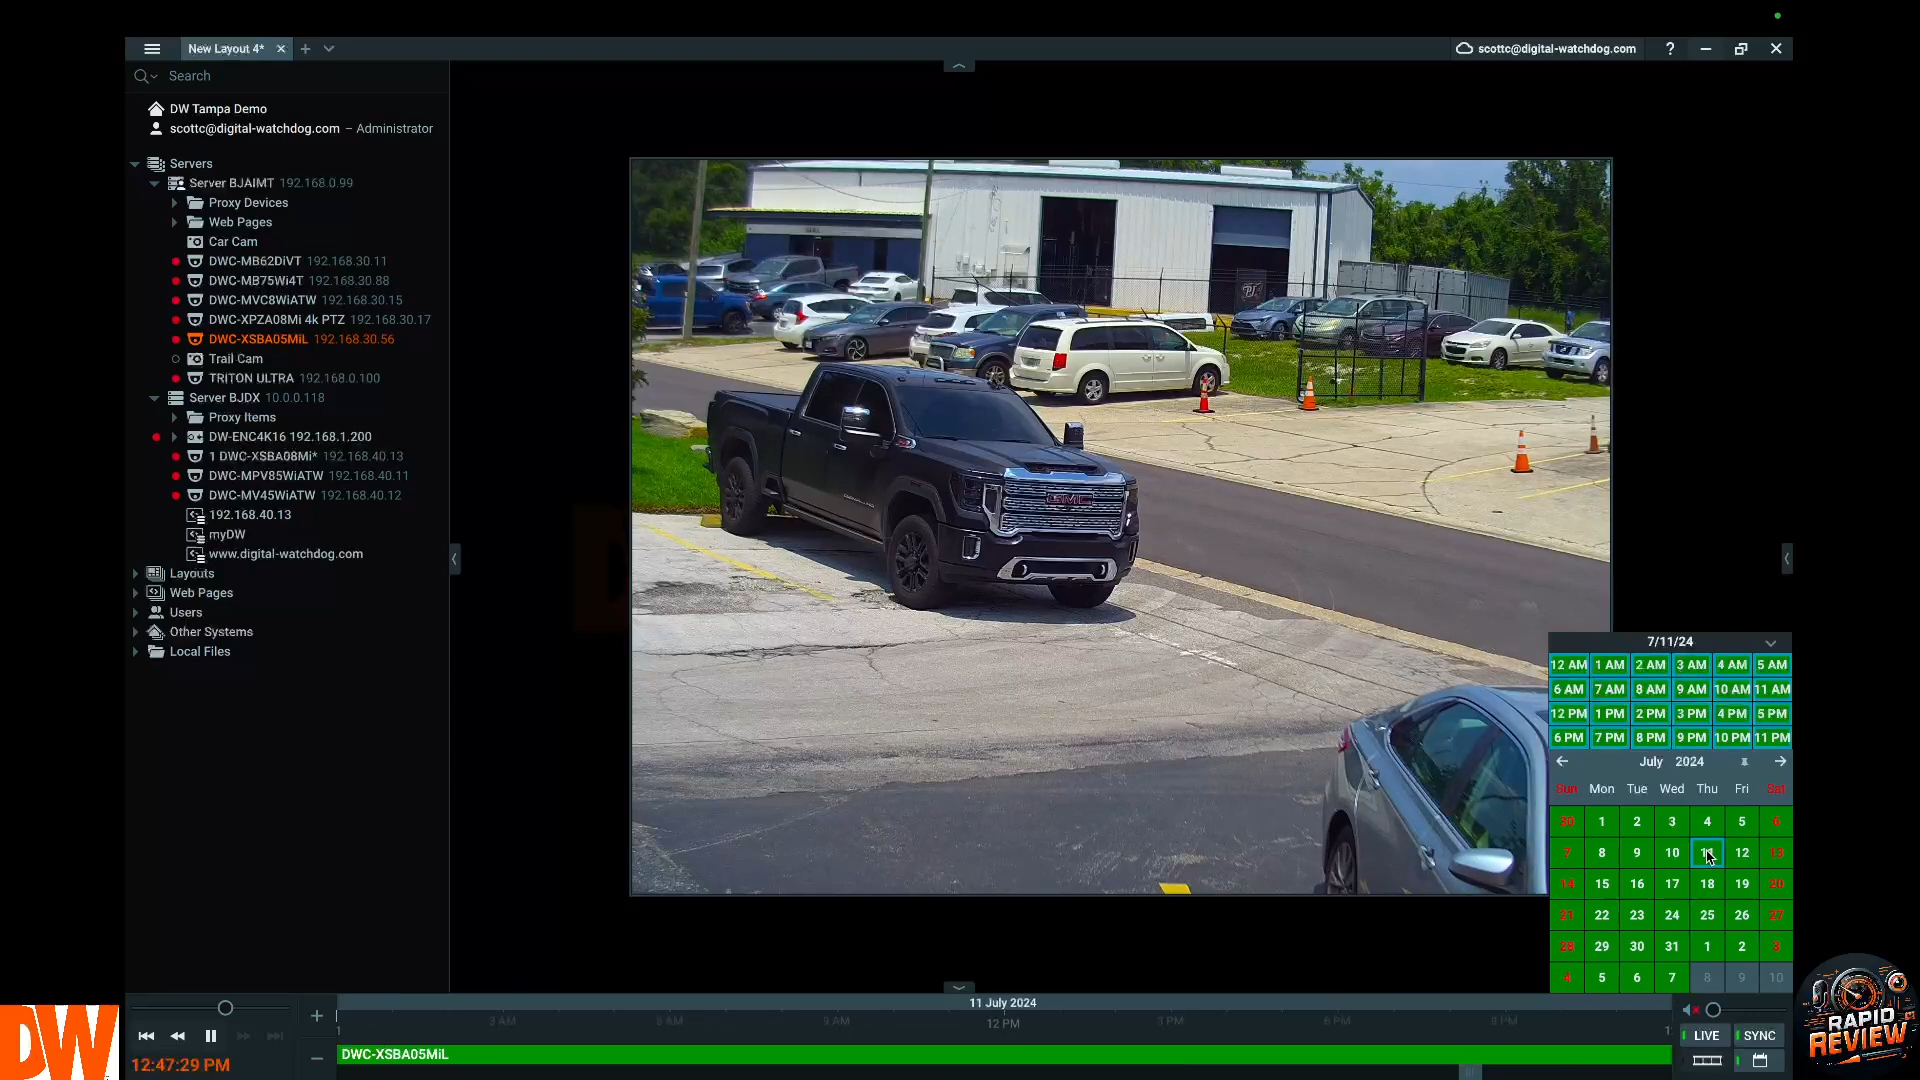 New Layout 4*
scottc@digital-watchdog.com
?
Search
DW Tampa Demo
scottc@digital-watchdog.com – Administrator
Servers
Server BJAIMT 192.168.0.99
Proxy Devices
Web Pages
Car Cam
DWC-MB62DiVT 192.168.30.11
DWC-MB75Wi4T 192.168.30.88
DWC-MVC8WiATW 192.168.30.15
DWC-XPZA08Mi 4k PTZ 192.168.30.17
DWC-XSBA05MiL 192.168.30.56
Trail Cam
TRITON ULTRA 192.168.0.100
Server BJDX 10.0.0.118
Proxy Items
DW-ENC4K16 192.168.1.200
1 DWC-XSBA08Mi* 192.168.40.13
DWC-MPV85WiATW 192.168.40.11
DWC-MV45WiATW 192.168.40.12
192.168.40.13
myDW
www.digital-watchdog.com
Layouts
Web Pages
Users
Other Systems
Local Files
GMC
7/11/24
12 AM 1 AM 2 AM 3 AM 4 AM 5 AM
6 AM 7 AM 8 AM 9 AM 10 AM 11 AM
12 PM 1 PM 2 PM 3 PM 4 PM 5 PM
6 PM 7 PM 8 PM 9 PM 10 PM 11 PM
July 2024
Sun Mon Tue Wed Thu Fri Sat
30 1 2 3 4 5 6
7 8 9 10 11 12 13
14 15 16 17 18 19 20
21 22 23 24 25 26 27
28 29 30 31 1 2 3
4 5 6 7 8 9 10
11 July 2024
3 AM 6 AM 9 AM 12 PM 3 PM 6 PM 9 PM
DWC-XSBA05MiL
12:47:29 PM
LIVE SYNC
DW
RAPID
REVIEW